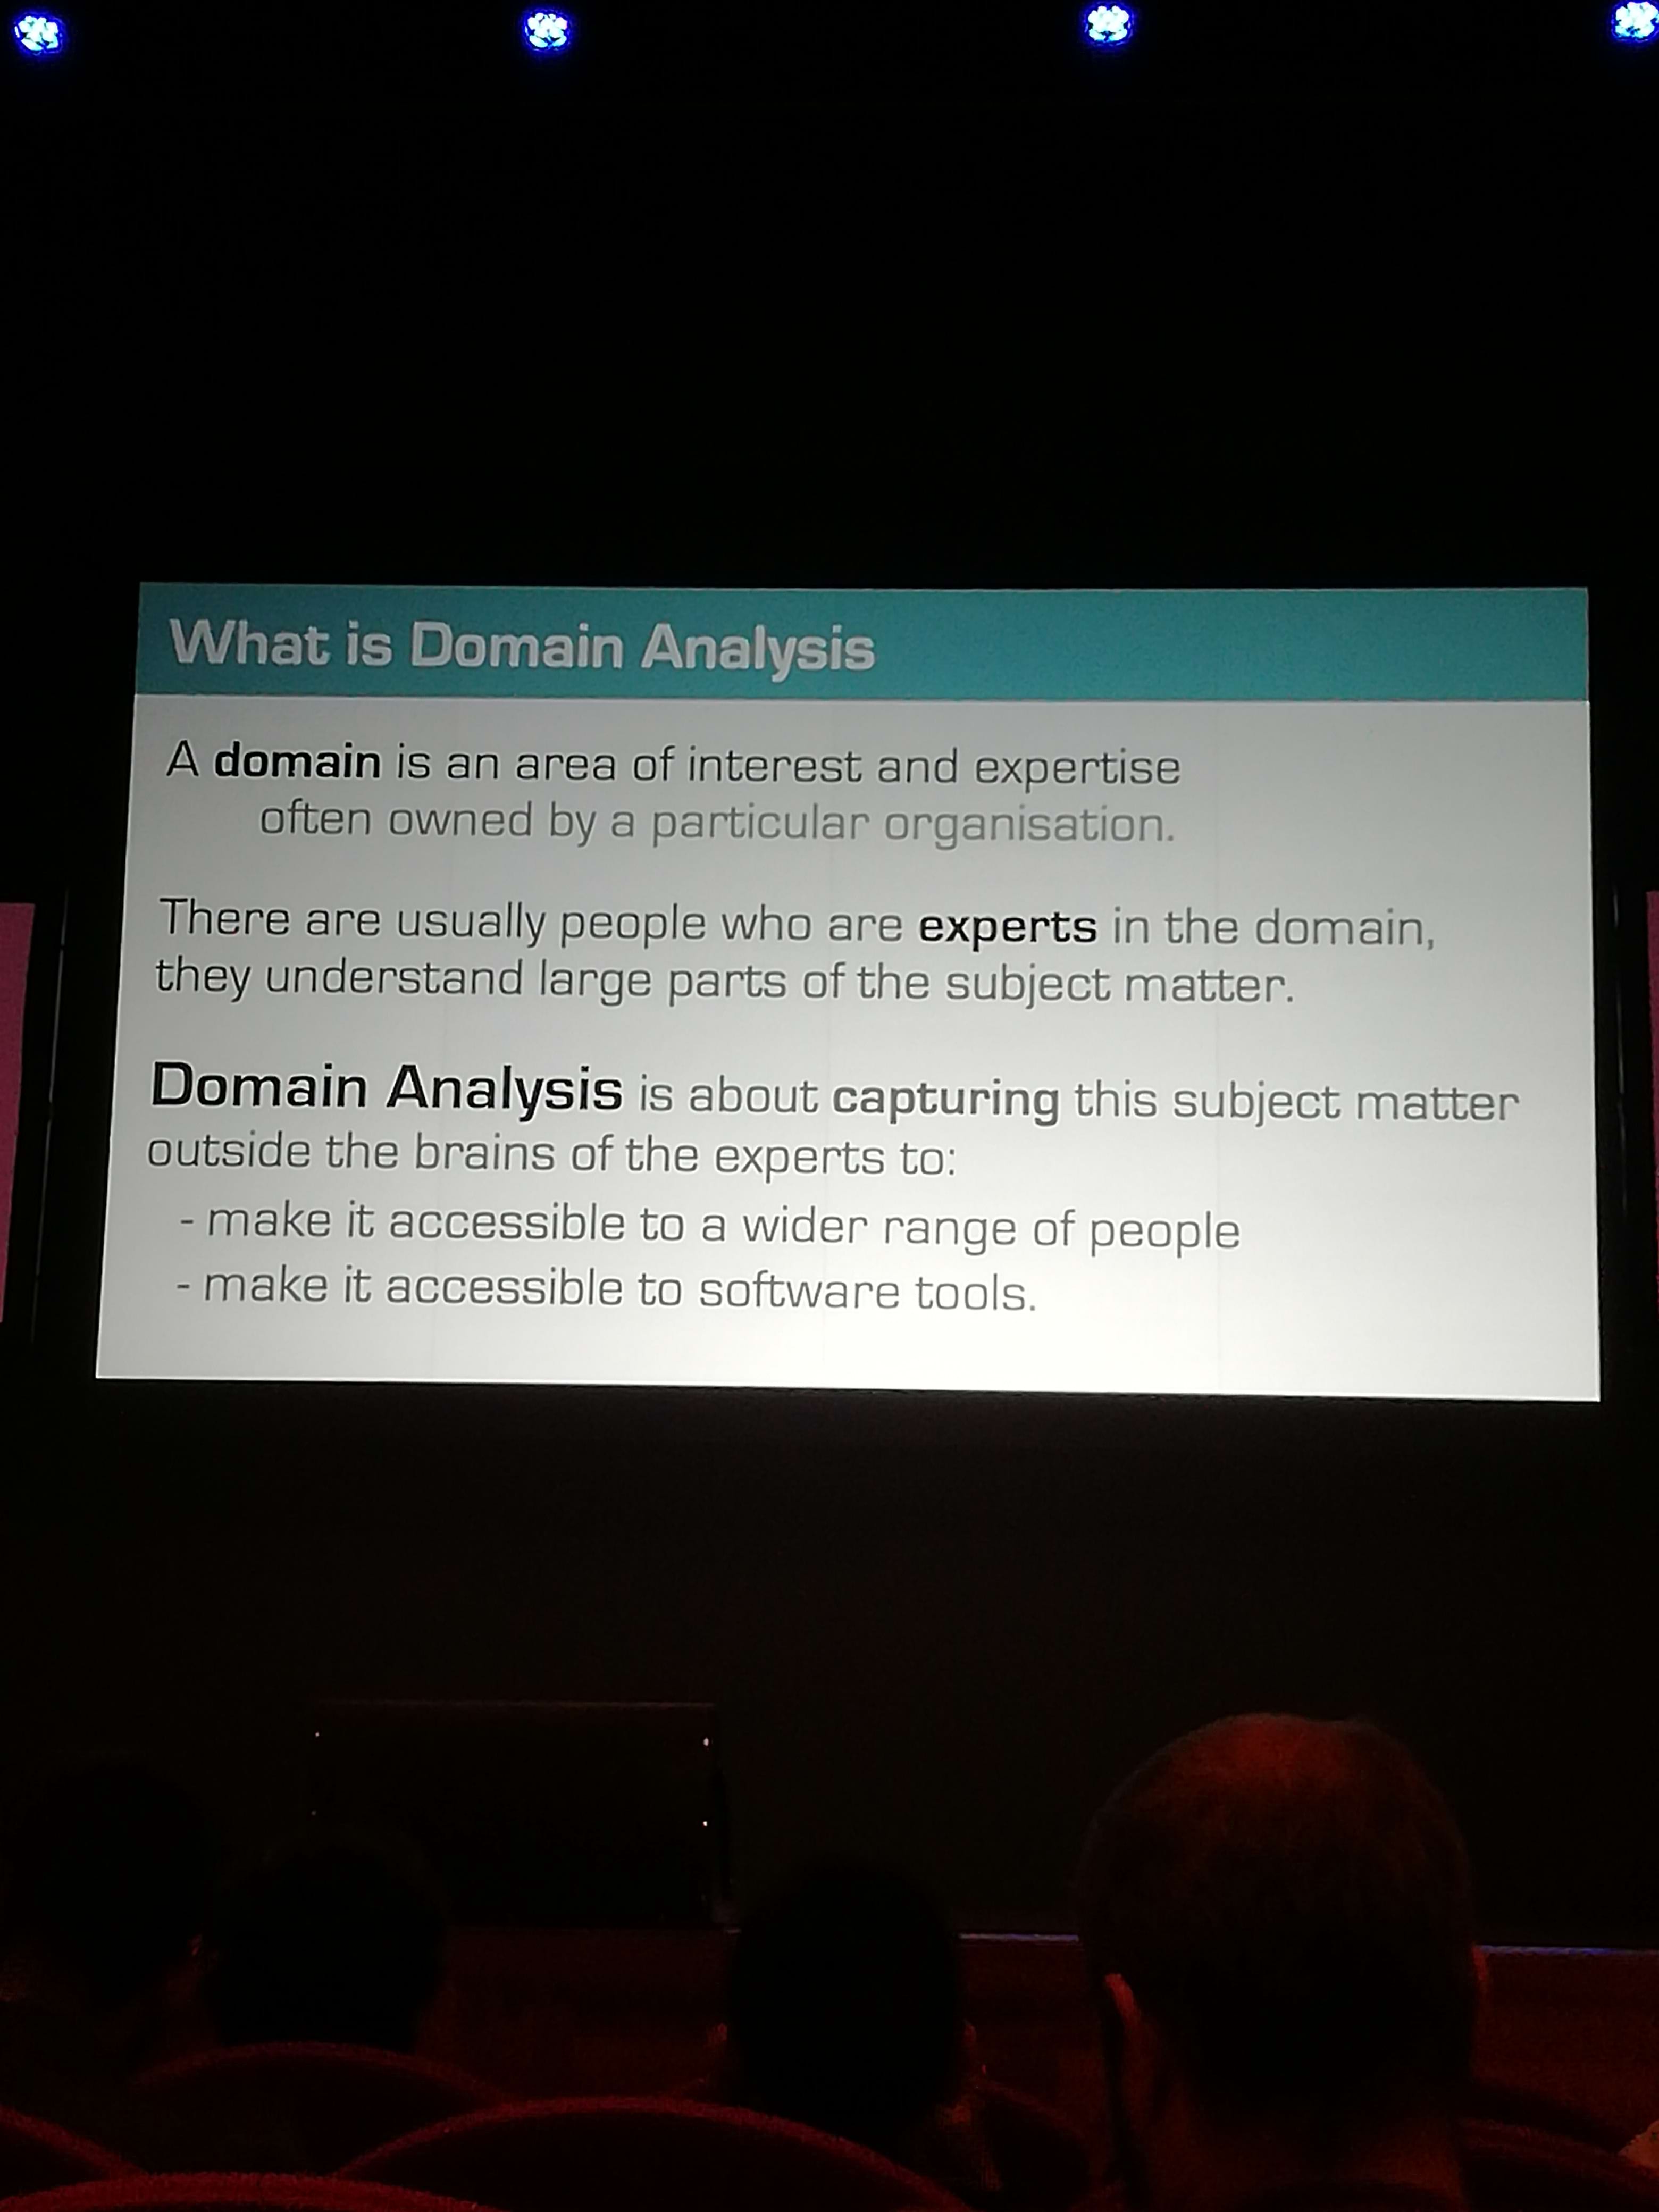 What is Domain Analysis
A domain is an area of interest and expertise
often owned by a particular organisation.
There are usually people who are experts in the domain,
they understand large parts of the subject matter.
Domain Analysis is about capturing this subject matter
outside the brains of the experts to:
- make it accessible to a wider range of people
- make it accessible to software tools.